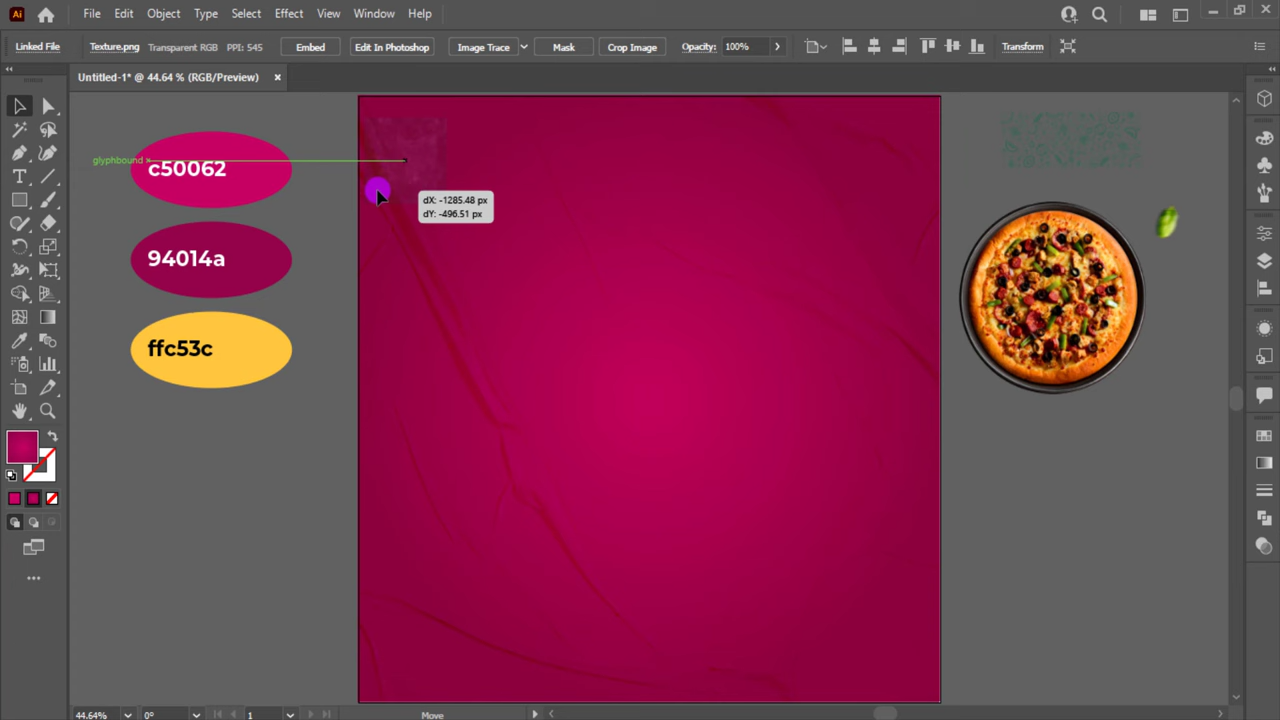 Ai File Edit Object Type Select Effect View Window Help
Linked File Texture.png Transparent RGB PPI: 545 Embed Edit In Photoshop Image Trace Mask Crop Image Opacity: 100% Transform
Untitled-1* @ 44.64 % (RGB/Preview) ×
glyphbound
c50062
dX: -1285.48 px
dY: -496.51 px
94014a
ffc53c
44.64% 0° 1 Move